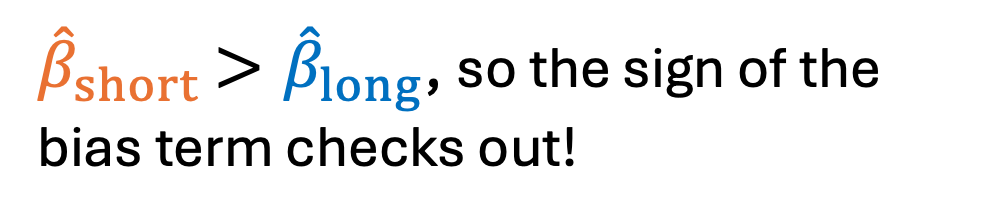 β̂short > β̂long, so the sign of the
bias term checks out!